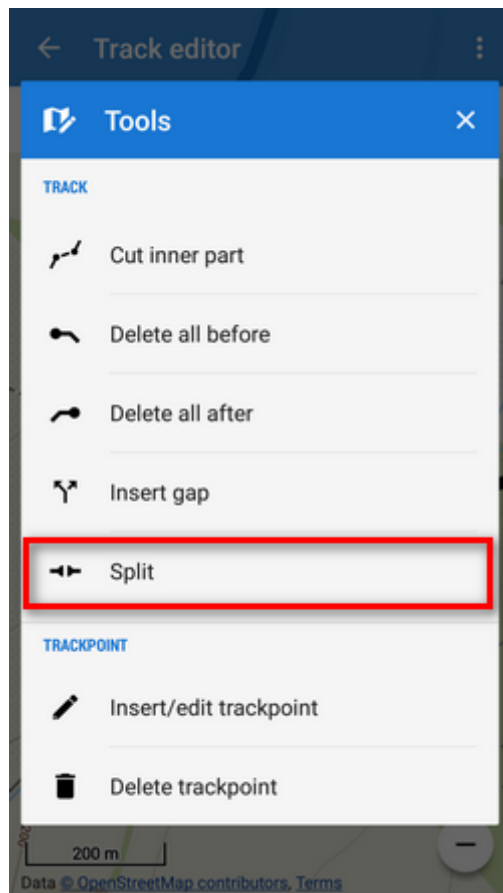 Track editor
Tools
TRACK
Cut inner part
Delete all before
Delete all after
Insert gap
Split
TRACKPOINT
Insert/edit trackpoint
Delete trackpoint
200
200 m
Data © OpenStreetMap contributors, Terms